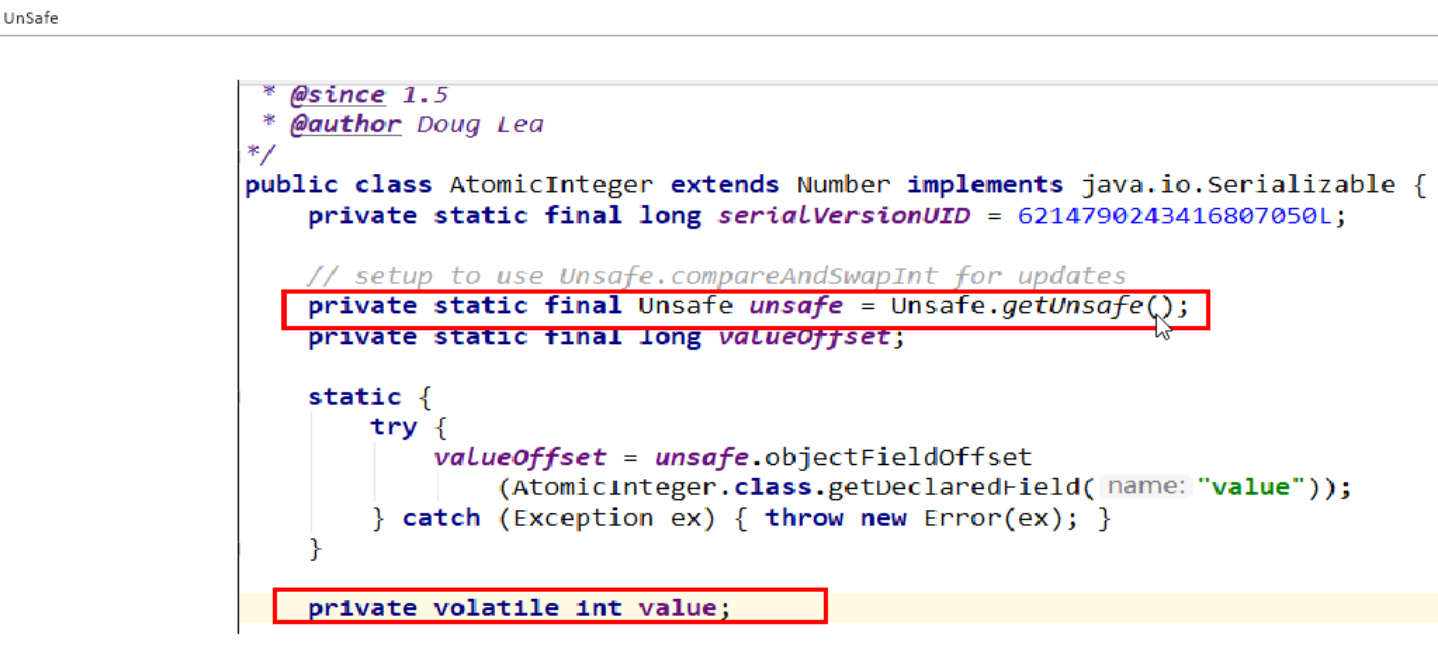 UnSafe
* @since 1.5
* @author Doug Lea
*/
public class AtomicInteger extends Number implements java.io.Serializable {
private static final long serialVersionUID = 6214790243416807050L;
// setup to use Unsafe.compareAndSwapInt for updates
private static final Unsafe unsafe = Unsafe.getUnsafe();
private static final long valueOffset;
static {
try {
valueOffset = unsafe.objectFieldOffset
(AtomicInteger.class.getDeclaredField( name: "value"));
} catch (Exception ex) { throw new Error(ex); }
}
private volatile int value;